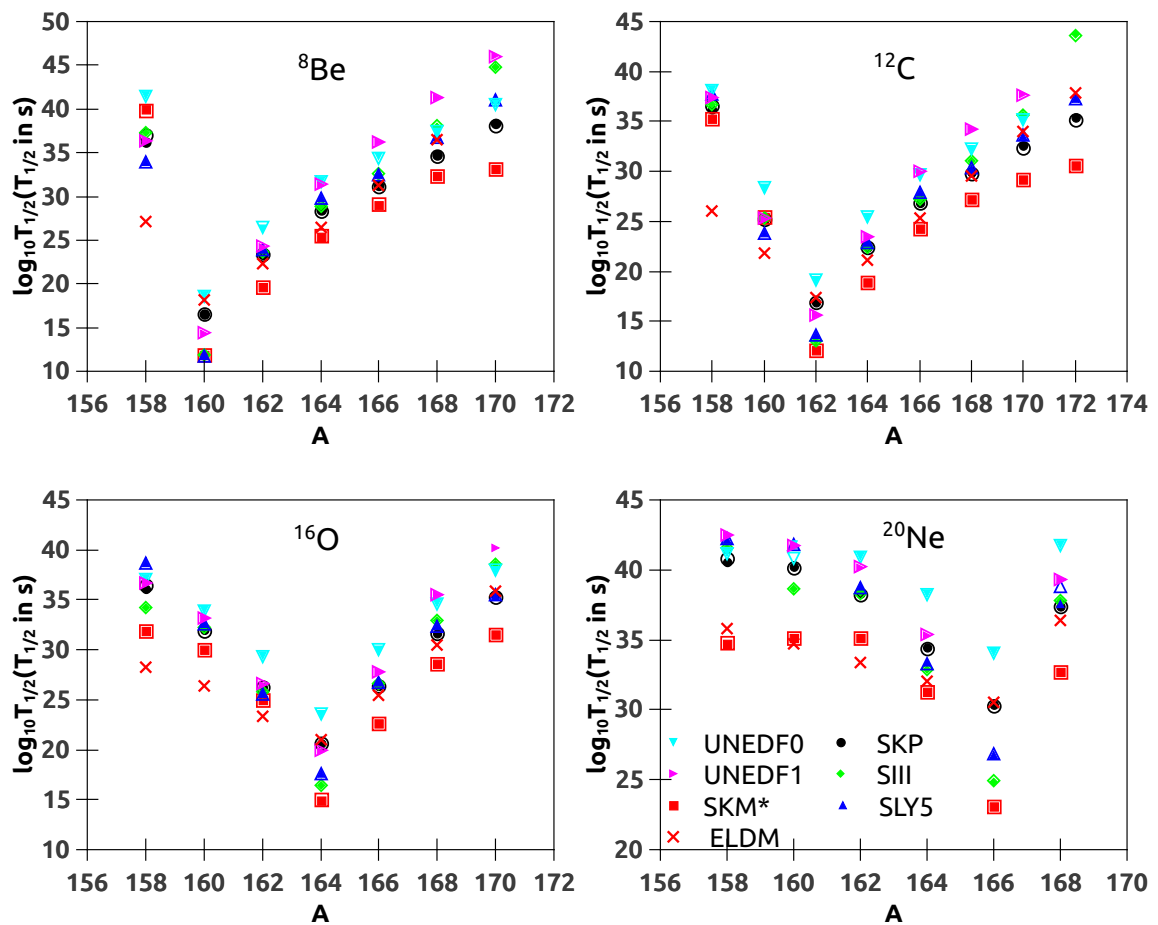 ⁸Be
log₁₀T₁/₂(T₁/₂ in s)
50
45
40
35
30
25
20
15
10
156 158 160 162 164 166 168 170 172
A
¹²C
log₁₀T₁/₂(T₁/₂ in s)
45
40
35
30
25
20
15
10
156 158 160 162 164 166 168 170 172 174
A
¹⁶O
log₁₀T₁/₂(T₁/₂ in s)
45
40
35
30
25
20
15
10
156 158 160 162 164 166 168 170 172
A
²⁰Ne
log₁₀T₁/₂(T₁/₂ in s)
45
40
35
30
25
20
UNEDF0 SKP
UNEDF1 SIII
SKM* SLY5
ELDM
156 158 160 162 164 166 168 170
A